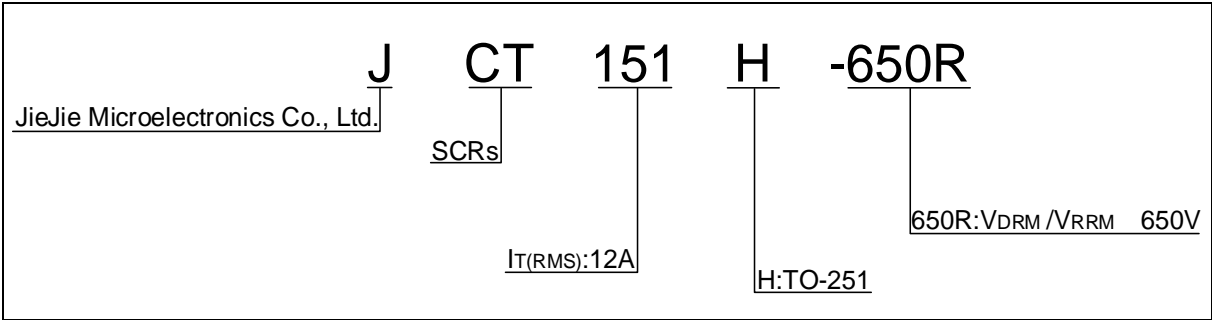 J CT 151 H -650R
JieJie Microelectronics Co., Ltd.
SCRs
650R:VDRM /VRRM 650V
IT(RMS):12A
H:TO-251